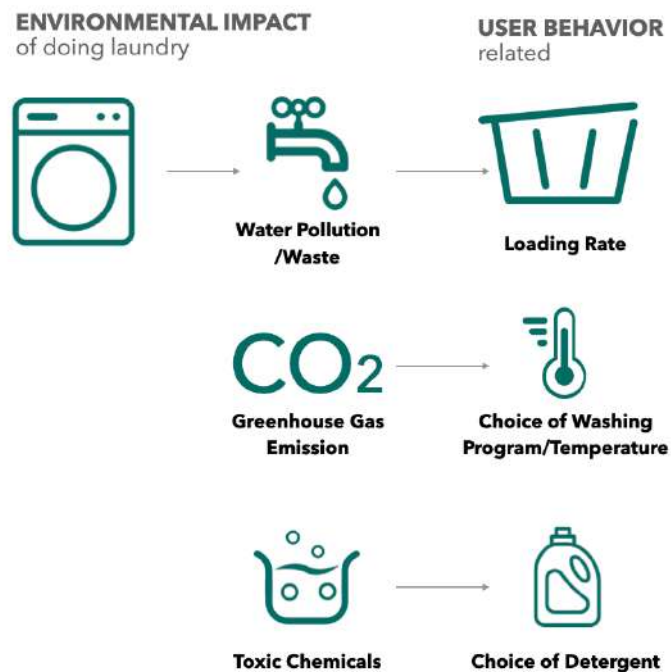 ENVIRONMENTAL IMPACT
of doing laundry
USER BEHAVIOR
related
Water Pollution
/Waste
Loading Rate
CO2
Greenhouse Gas
Emission
Choice of Washing
Program/Temperature
Toxic Chemicals
Choice of Detergent